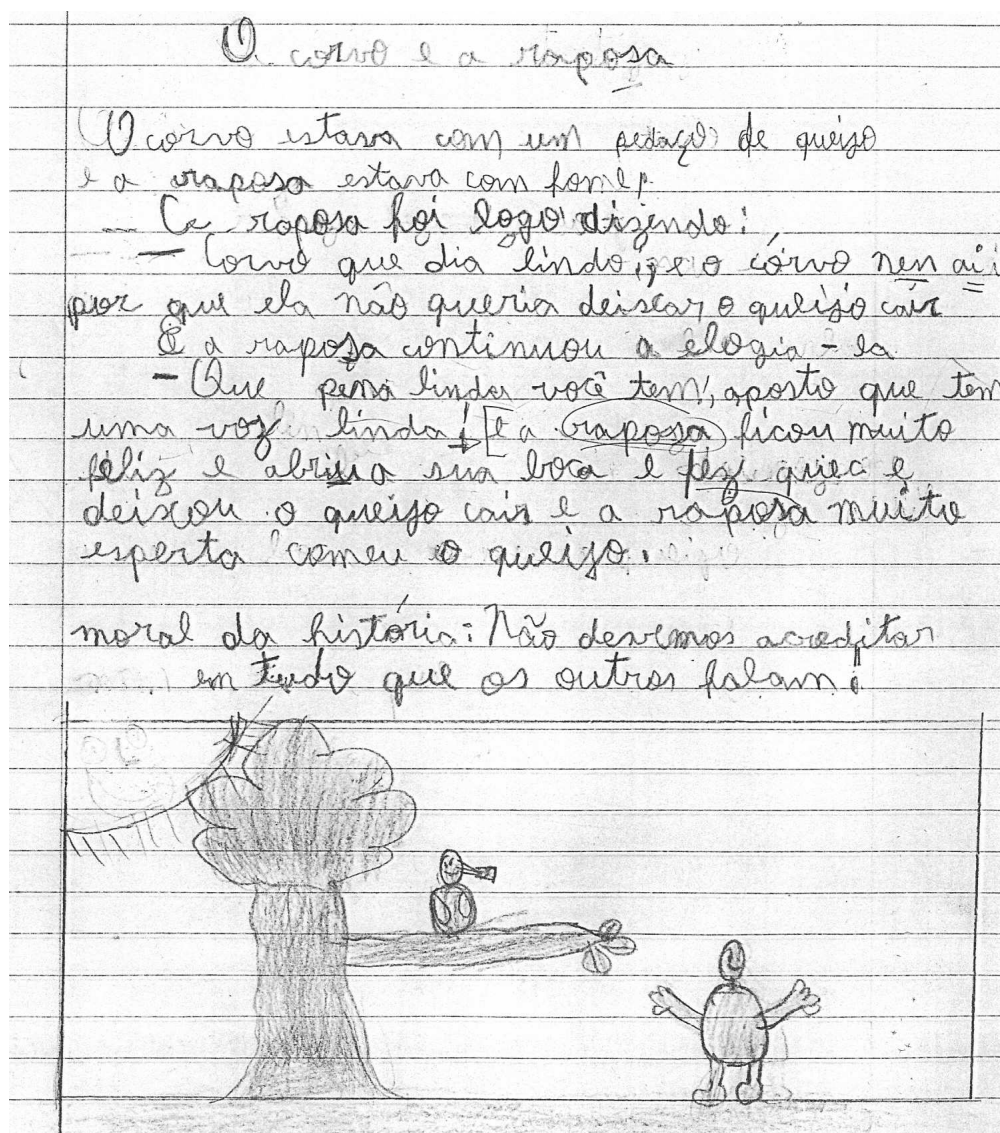 O corvo e a raposa
O corvo estava com um pedaço de queijo
e a raposa estava com fome.
— A raposa foi logo dizendo:
— Corvo que dia lindo, e o córvo nen aí
por que ela não queria deixar o queijo cair
E a raposa continuou a elogia-la
— Que pena linda você tem, aposto que tem
uma voz linda! [E a raposa ficou muito
feliz e abriu a sua boca e fez e
deixou o queijo cair e a raposa muito
esperta comeu o queijo.
moral da história: Não devemos acreditar
em tudo que os outros falam!